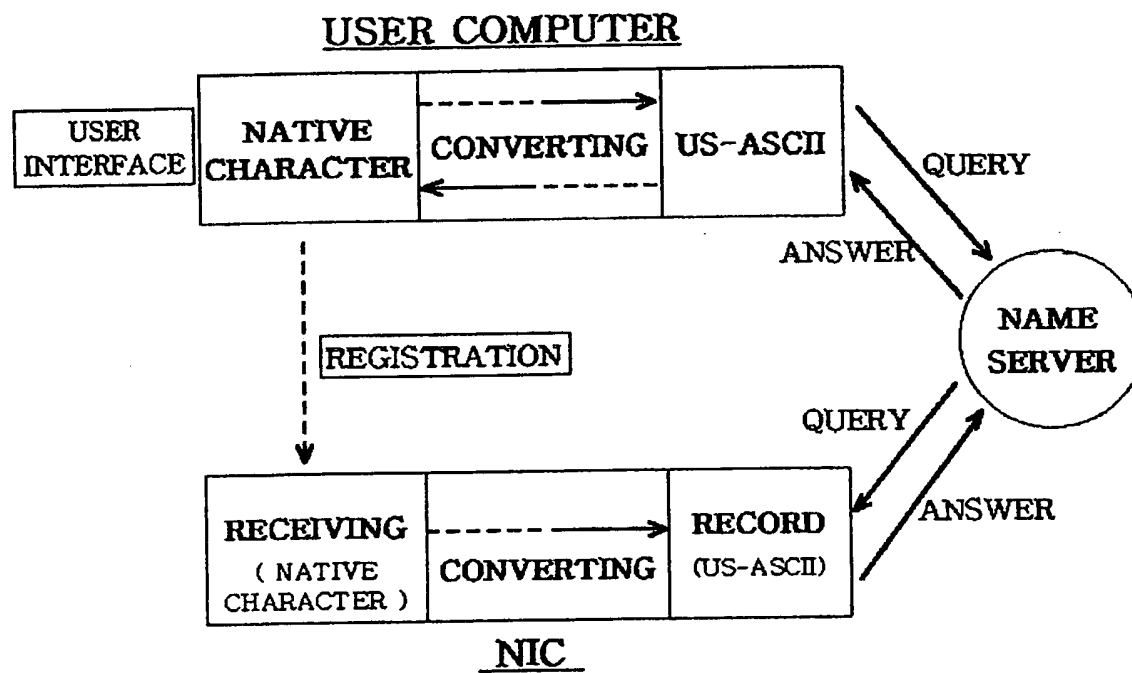 USER COMPUTER
USER
INTERFACE
NATIVE
CHARACTER
CONVERTING
US-ASCII
QUERY
ANSWER
NAME
SERVER
REGISTRATION
QUERY
ANSWER
RECEIVING
( NATIVE
CHARACTER )
CONVERTING
RECORD
(US-ASCII)
NIC